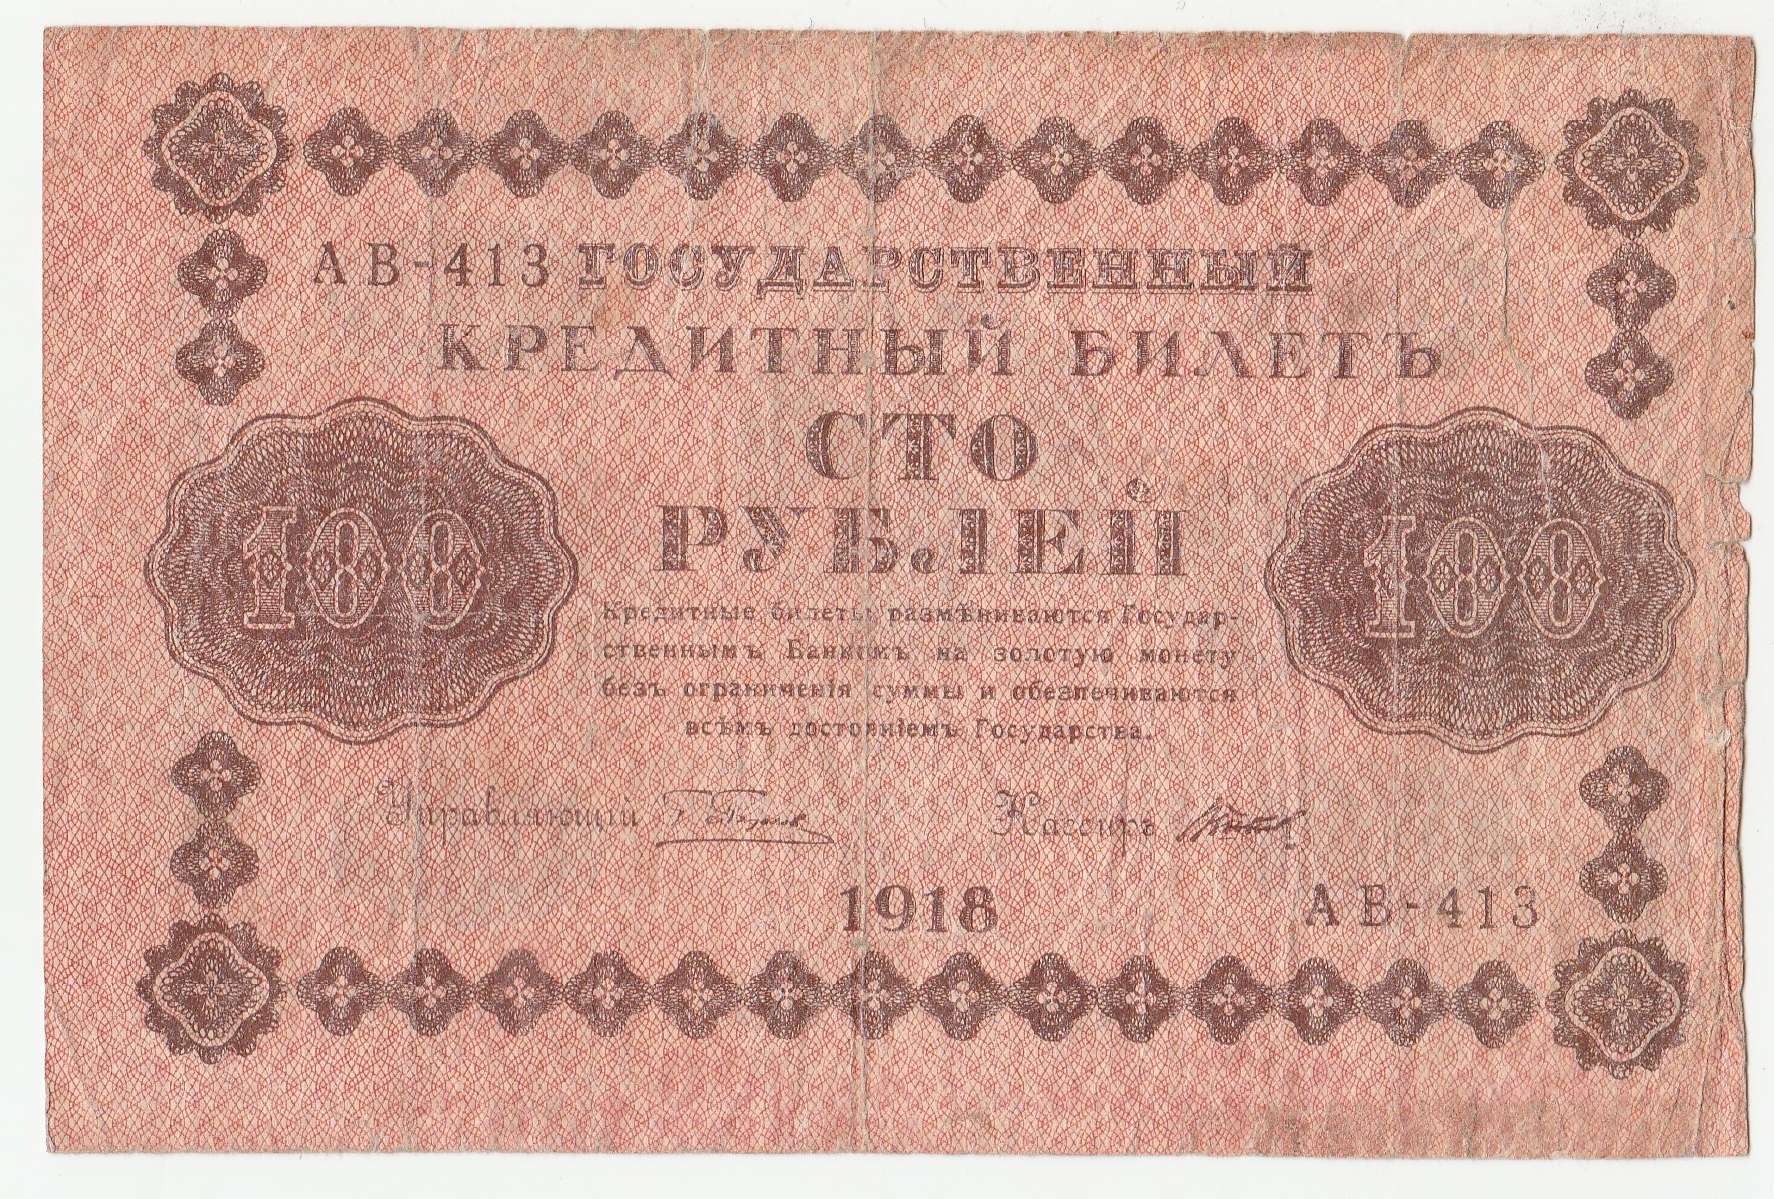 АВ-413 ГОСУДАРСТВЕННЫЙ
КРЕДИТНЫЙ БИЛЕТЪ
СТО
РУБЛЕЙ
100
100
Кредитные билеты размѣниваются Государ-
ственнымъ Банкомъ на золотую монету
безъ ограниченія суммы и обезпечиваются
всѣмъ достояніемъ Государства.
Управляющій Кассиръ
1918 АВ-413